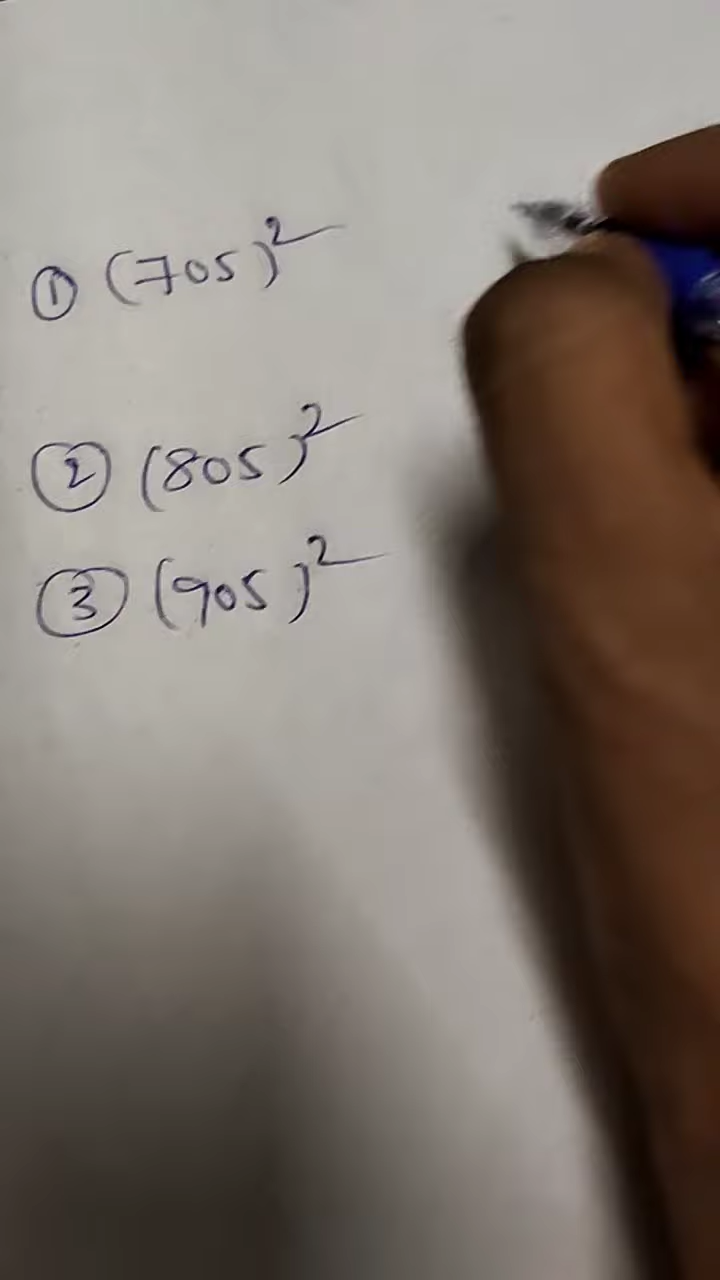 ① (705)²
② (805)²
③ (905)²